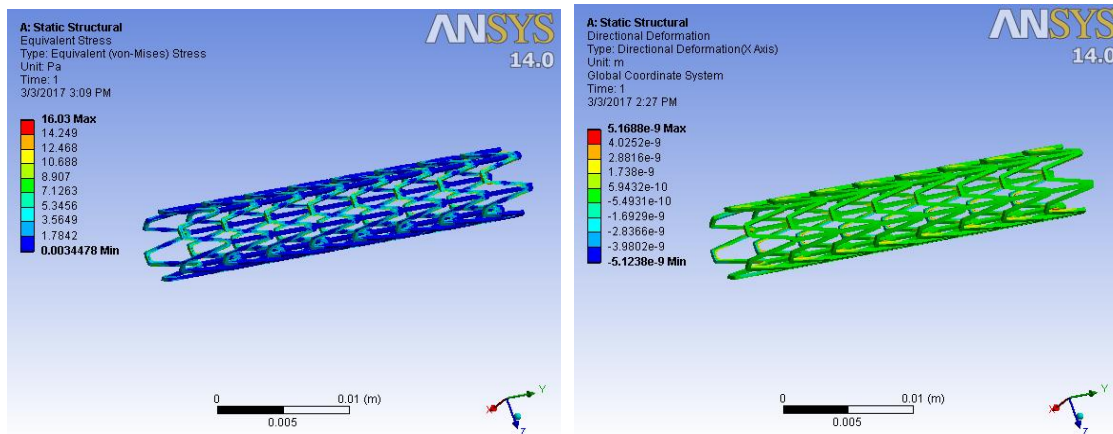 A: Static Structural
Equivalent Stress
Type: Equivalent (von-Mises) Stress
Unit: Pa
Time: 1
3/3/2017 3:09 PM
ANSYS
14.0
16.03 Max
14.249
12.468
10.688
8.907
7.1263
5.3456
3.5649
1.7842
0.0034478 Min
0
0.01 (m)
0.005
X
Y
Z
A: Static Structural
Directional Deformation
Type: Directional Deformation(X Axis)
Unit: m
Global Coordinate System
Time: 1
3/3/2017 2:27 PM
ANSYS
14.0
5.1688e-9 Max
4.0252e-9
2.8816e-9
1.738e-9
5.9432e-10
-5.4931e-10
-1.6929e-9
-2.8366e-9
-3.9802e-9
-5.1238e-9 Min
0
0.01 (m)
0.005
X
Y
Z